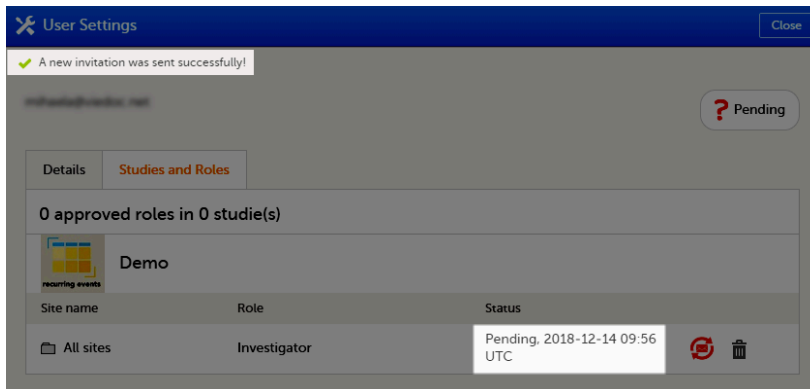 User Settings
Close
A new invitation was sent successfully!
? Pending
Details
Studies and Roles
0 approved roles in 0 studie(s)
recurring events
Demo
Site name
Role
Status
All sites
Investigator
Pending, 2018-12-14 09:56
UTC